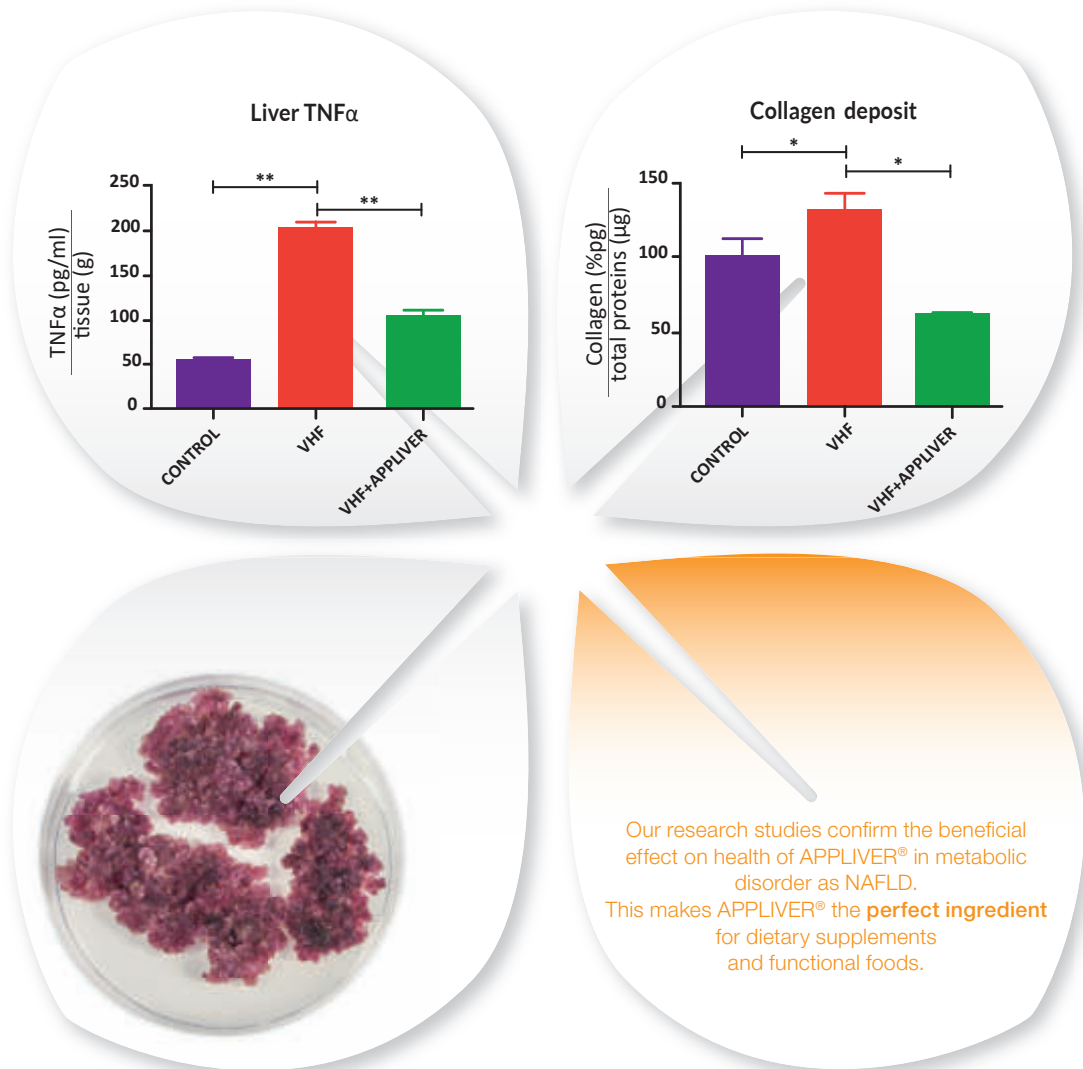 Liver TNFα
**
**
250
200
150
100
50
0
TNFα (pg/ml)
tissue (g)
CONTROL
VHF
VHF+APPLIVER
Collagen deposit
*
*
150
100
50
0
Collagen (%pg)
total proteins (µg)
CONTROL
VHF
VHF+APPLIVER
Our research studies confirm the beneficial
effect on health of APPLIVER® in metabolic
disorder as NAFLD.
This makes APPLIVER® the perfect ingredient
for dietary supplements
and functional foods.